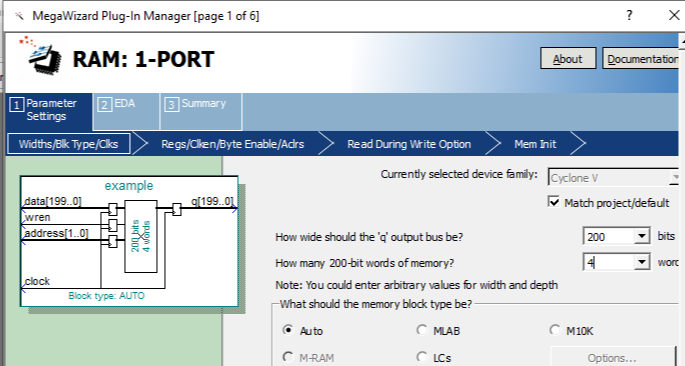 MegaWizard Plug-In Manager [page 1 of 6]
?
RAM: 1-PORT
About
Documentation
1 Parameter Settings
2 EDA
3 Summary
Widths/Blk Type/Clks
Regs/Clken/Byte Enable/Aclrs
Read During Write Option
Mem Init
example
data[199..0]
q[199..0]
wren
address[1..0]
200 bits
4 words
clock
Block type: AUTO
Currently selected device family:
Cyclone V
Match project/default
How wide should the 'q' output bus be?
200
bits
How many 200-bit words of memory?
4
word
Note: You could enter arbitrary values for width and depth
What should the memory block type be?
Auto
MLAB
M10K
M-RAM
LCs
Options...